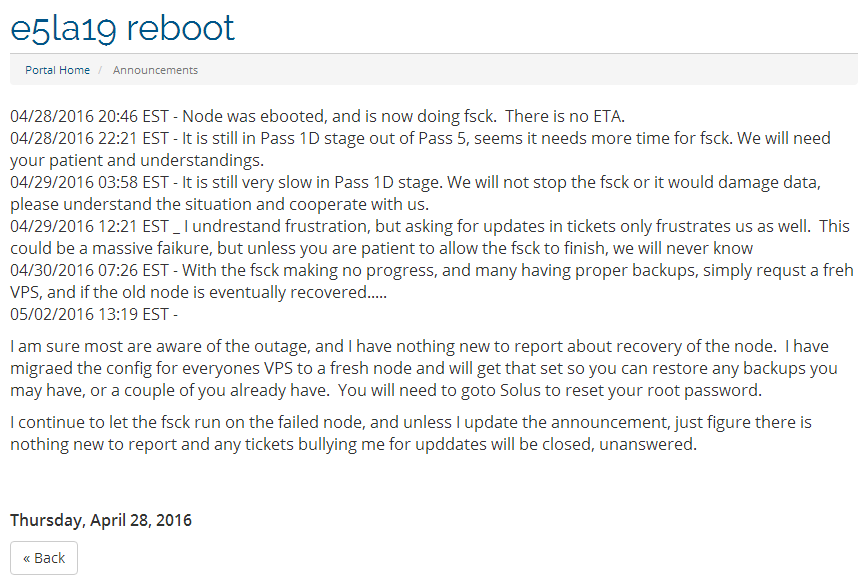 e5la19 reboot
Portal Home / Announcements
04/28/2016 20:46 EST - Node was ebooted, and is now doing fsck.  There is no ETA.
04/28/2016 22:21 EST - It is still in Pass 1D stage out of Pass 5, seems it needs more time for fsck. We will need
your patient and understandings.
04/29/2016 03:58 EST - It is still very slow in Pass 1D stage. We will not stop the fsck or it would damage data,
please understand the situation and cooperate with us.
04/29/2016 12:21 EST _ I undrestand frustration, but asking for updates in tickets only frustrates us as well.  This
could be a massive faikure, but unless you are patient to allow the fsck to finish, we will never know
04/30/2016 07:26 EST - With the fsck making no progress, and many having proper backups, simply requst a freh
VPS, and if the old node is eventually recovered.....
05/02/2016 13:19 EST -
I am sure most are aware of the outage, and I have nothing new to report about recovery of the node.  I have
migraed the config for everyones VPS to a fresh node and will get that set so you can restore any backups you
may have, or a couple of you already have.  You will need to goto Solus to reset your root password.
I continue to let the fsck run on the failed node, and unless I update the announcement, just figure there is
nothing new to report and any tickets bullying me for upddates will be closed, unanswered.
Thursday, April 28, 2016
« Back